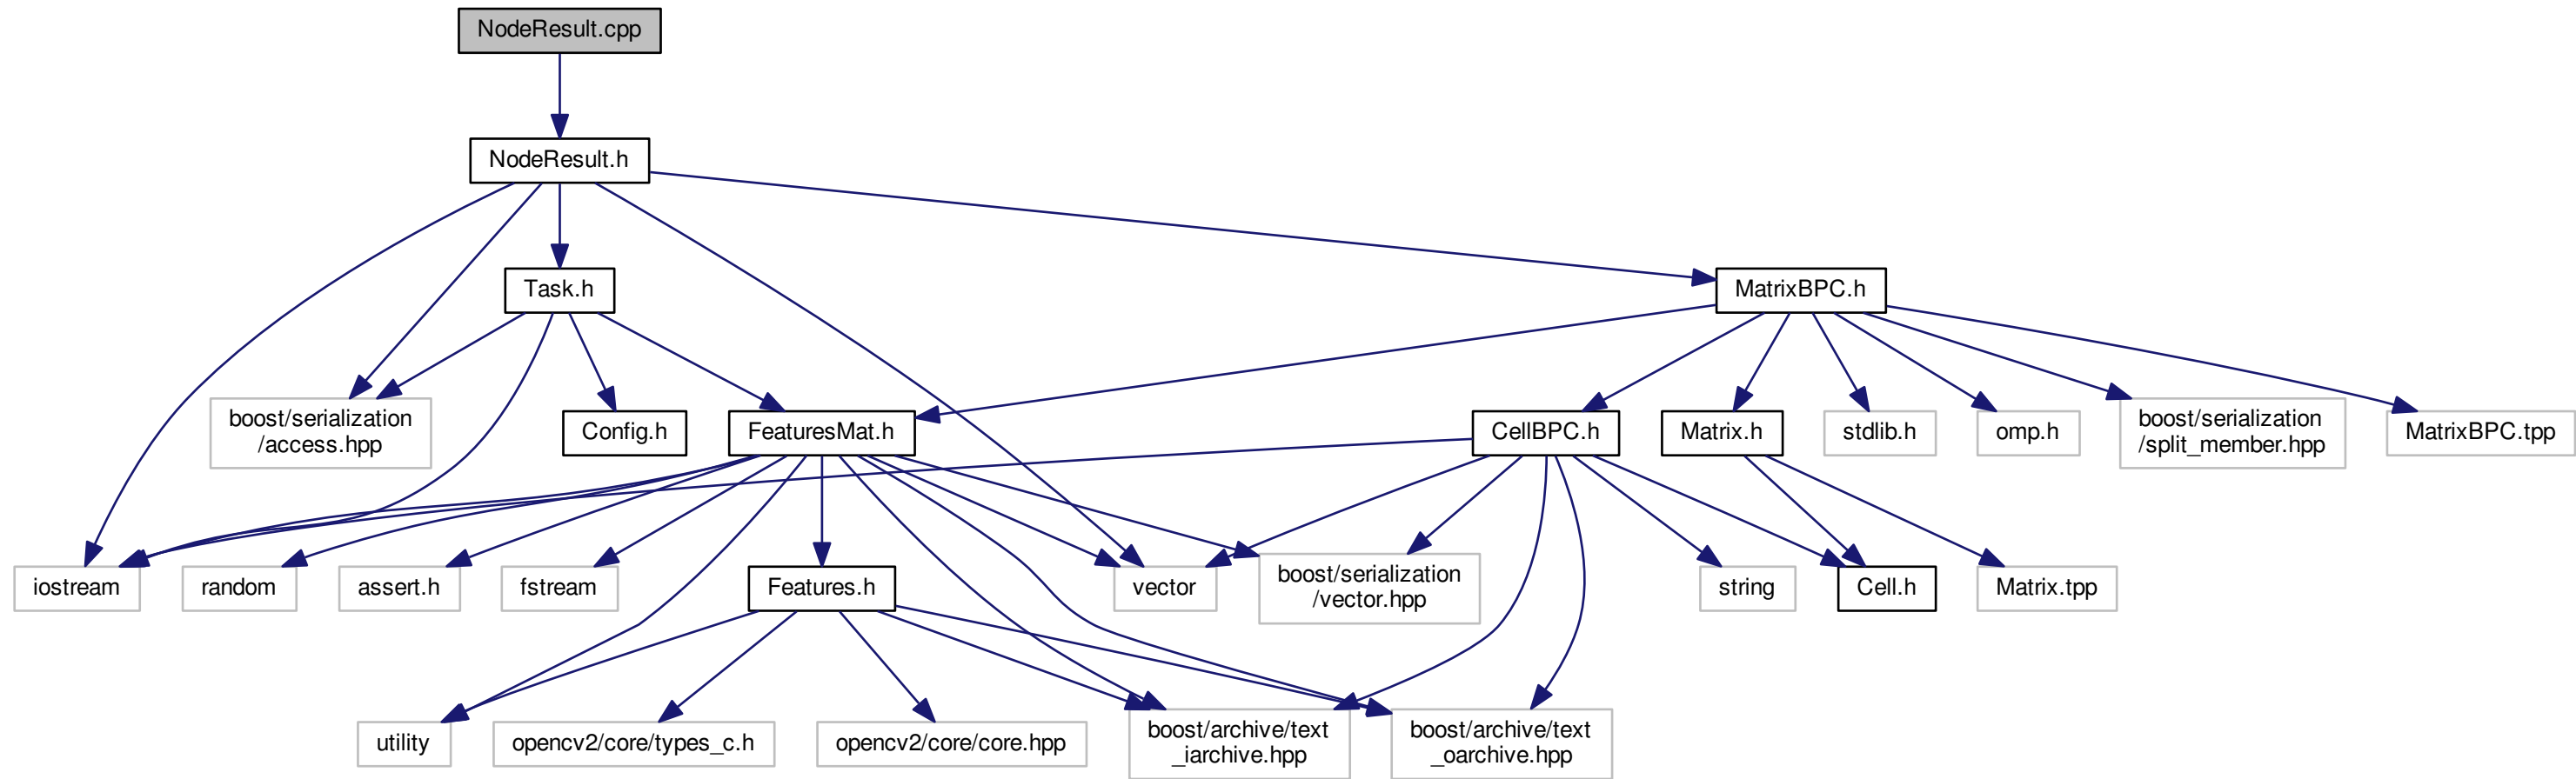 NodeResult.cpp
NodeResult.h
Task.h
MatrixBPC.h
boost/serialization
/access.hpp
Config.h
FeaturesMat.h
CellBPC.h
Matrix.h
stdlib.h
omp.h
boost/serialization
/split_member.hpp
MatrixBPC.tpp
iostream
random
assert.h
fstream
Features.h
vector
boost/serialization
/vector.hpp
string
Cell.h
Matrix.tpp
utility
opencv2/core/types_c.h
opencv2/core/core.hpp
boost/archive/text
_iarchive.hpp
boost/archive/text
_oarchive.hpp